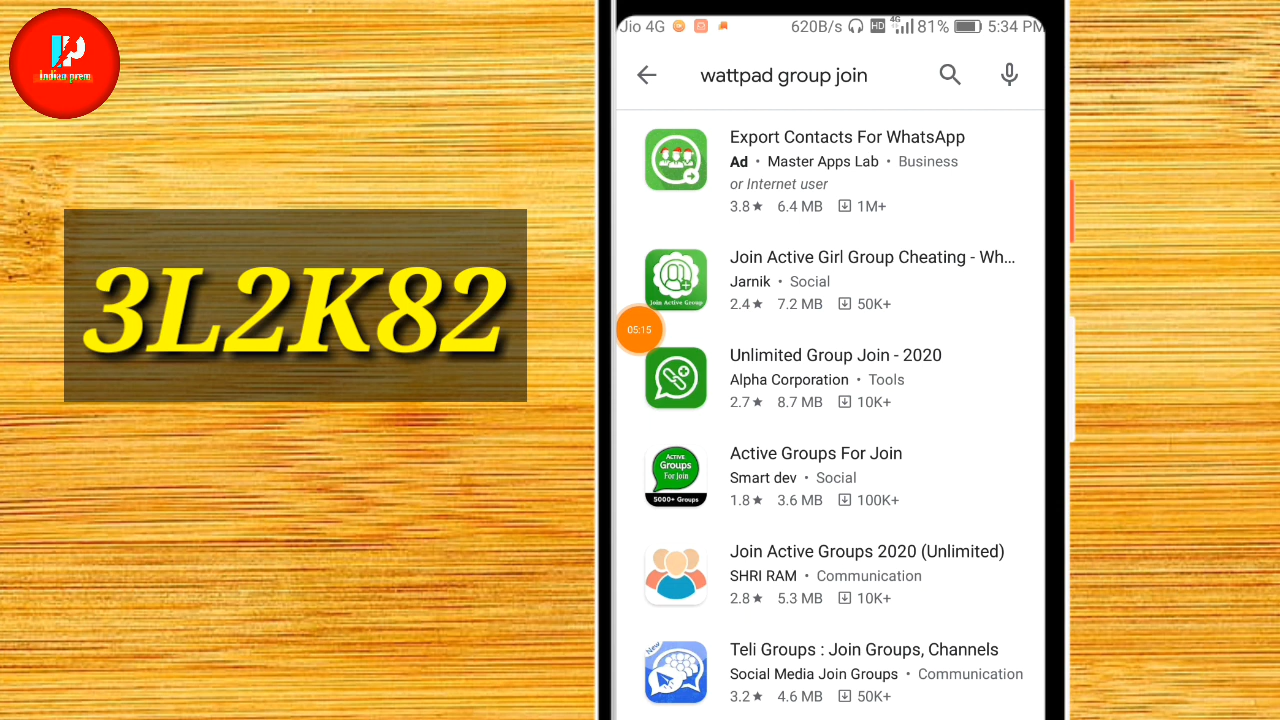 Indian prem
3L2K82
Jio 4G 620B/s HD 4G 81% 5:34 PM
wattpad group join
Export Contacts For WhatsApp
Ad • Master Apps Lab • Business
or Internet user
3.8★ 6.4 MB 1M+
Join Active Girl Group Cheating - Wh...
Jarnik • Social
2.4★ 7.2 MB 50K+
Join Active Group
05:15
Unlimited Group Join - 2020
Alpha Corporation • Tools
2.7★ 8.7 MB 10K+
Active Groups For Join
Smart dev • Social
1.8★ 3.6 MB 100K+
ACTIVE
Groups
For Join
5000+ Groups
Join Active Groups 2020 (Unlimited)
SHRI RAM • Communication
2.8★ 5.3 MB 10K+
New
Teli Groups : Join Groups, Channels
Social Media Join Groups • Communication
3.2★ 4.6 MB 50K+